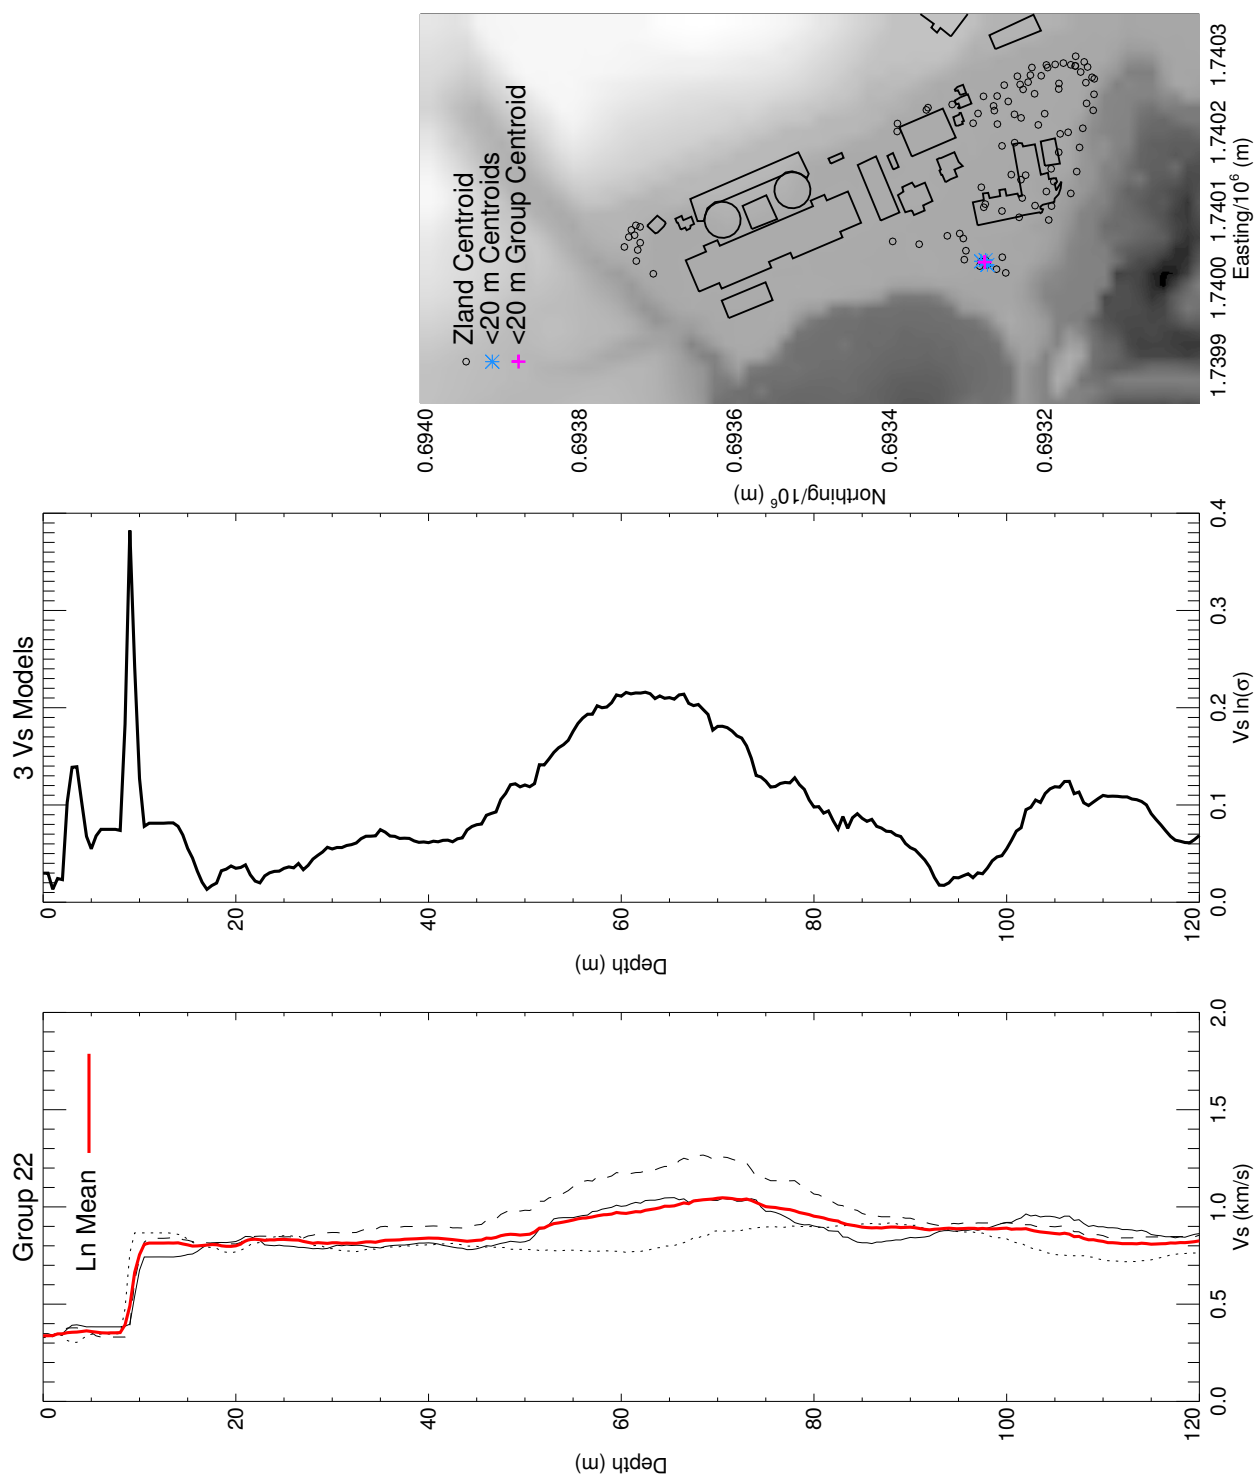 Group 22
Ln Mean
0
20
40
60
80
100
120
Depth (m)
0.0
0.5
1.0
1.5
2.0
Vs (km/s)
3 Vs Models
0
20
40
60
80
100
120
Depth (m)
0.0
0.1
0.2
0.3
0.4
Vs ln(σ)
Zland Centroid
<20 m Centroids
<20 m Group Centroid
0.6940
0.6938
0.6936
0.6934
0.6932
Northing/10⁶ (m)
1.7399
1.7400
1.7401
1.7402
1.7403
Easting/10⁶ (m)